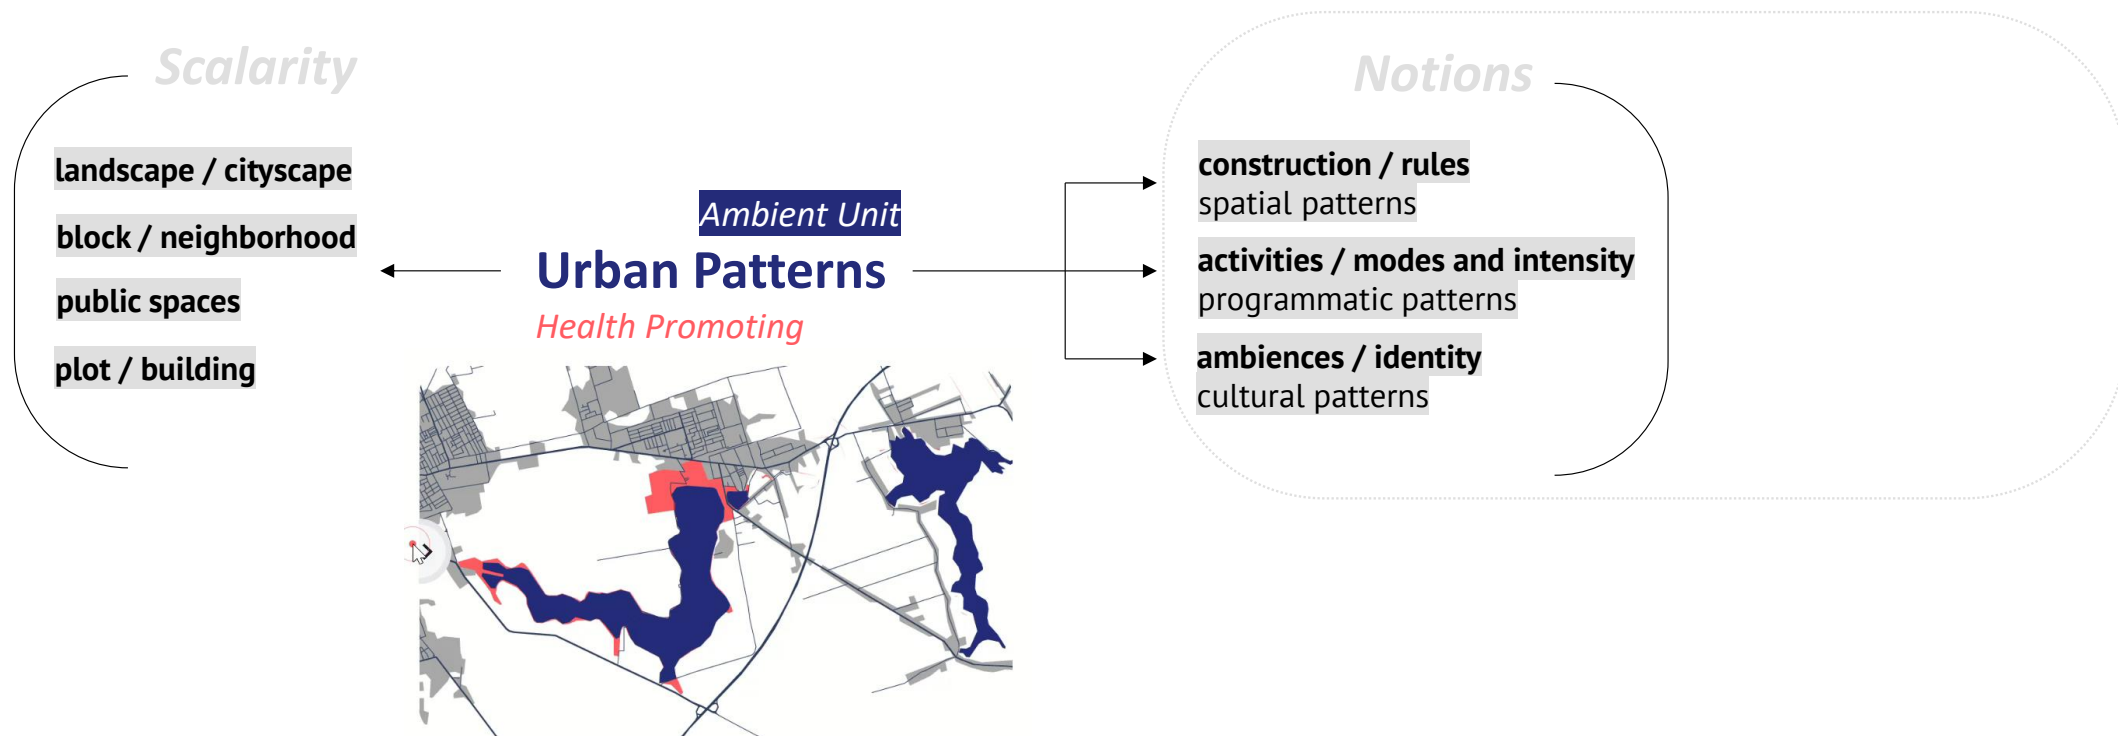 Scalarity
landscape / cityscape
block / neighborhood
public spaces
plot / building
Ambient Unit
Urban Patterns
Health Promoting
Notions
construction / rules
spatial patterns
activities / modes and intensity
programmatic patterns
ambiences / identity
cultural patterns